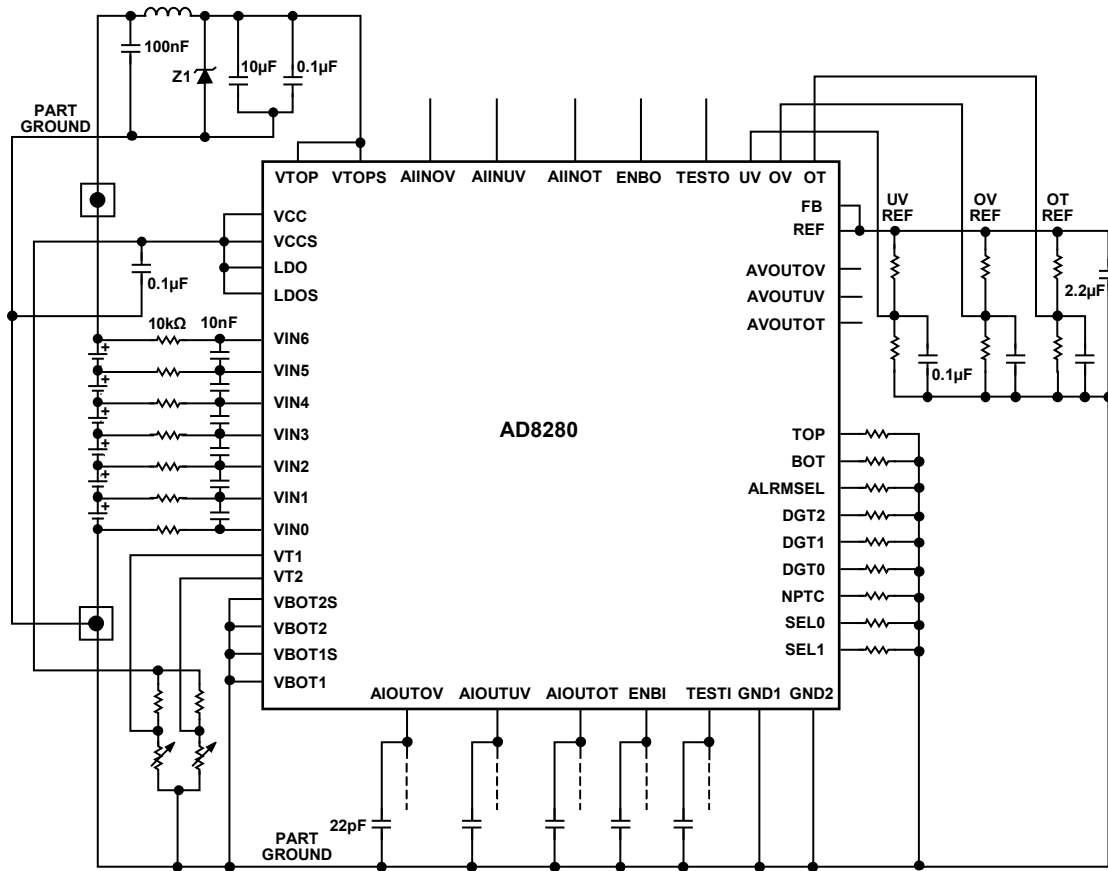 100nF
Z1
10µF
0.1µF
PART
GROUND
VTOP VTOPS AIINOV AIINUV AIINOT ENBO TESTO UV OV OT
VCC
VCCS
LDO
LDOS
0.1µF
10kΩ
10nF
VIN6
VIN5
VIN4
VIN3
VIN2
VIN1
VIN0
VT1
VT2
VBOT2S
VBOT2
VBOT1S
VBOT1
AD8280
FB
REF
AVOUTOV
AVOUTUV
AVOUTOT
UV
REF
OV
REF
OT
REF
2.2µF
0.1µF
TOP
BOT
ALRMSEL
DGT2
DGT1
DGT0
NPTC
SEL0
SEL1
AIOUTOV AIOUTUV AIOUTOT ENBI TESTI GND1 GND2
22pF
PART
GROUND